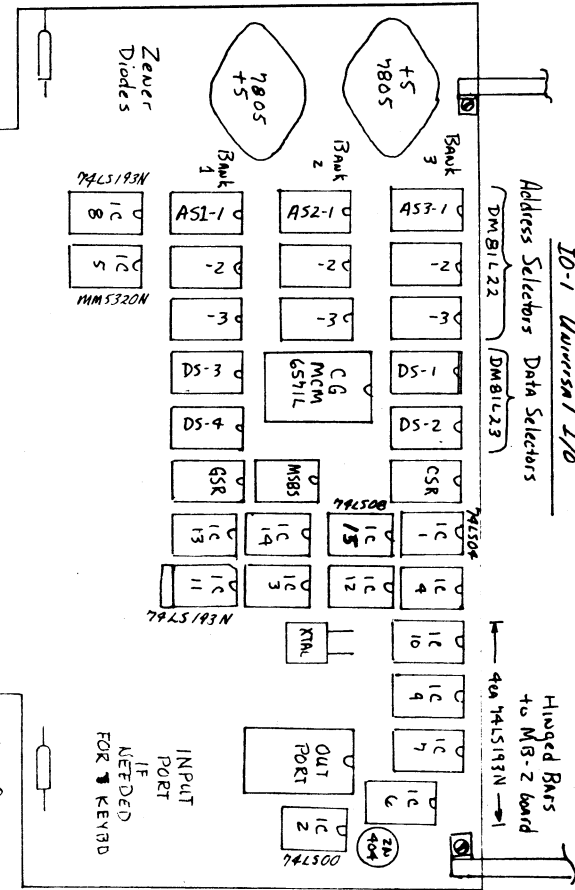 IO-1 Universal I/O
Address Selectors Data Selectors
DM81L22
DM81L23
Hinged Bars
to MB-2 board
← 4ea 74LS193N →
+5
7805
7805
+5
Zener
Diodes
BANK
3
BANK
2
BANK
1
AS3-1
-2
-3
DS-1
DS-2
CSR
74LS04
IC
1
IC
4
IC
10
IC
9
IC
7
AS2-1
-2
-3
CG
MCM
6571L
MSBS
74LS08
IC
15
IC
12
IC
6
AS1-1
-2
-3
DS-3
DS-4
GSR
IC
14
IC
3
IC
13
IC
11
74LS193N
XTAL
OUT
PORT
IC
2
74LS00
2N
404
74LS193N
IC
8
IC
5
MM5320N
INPUT
PORT
IF
NEEDED
FOR KEYBD